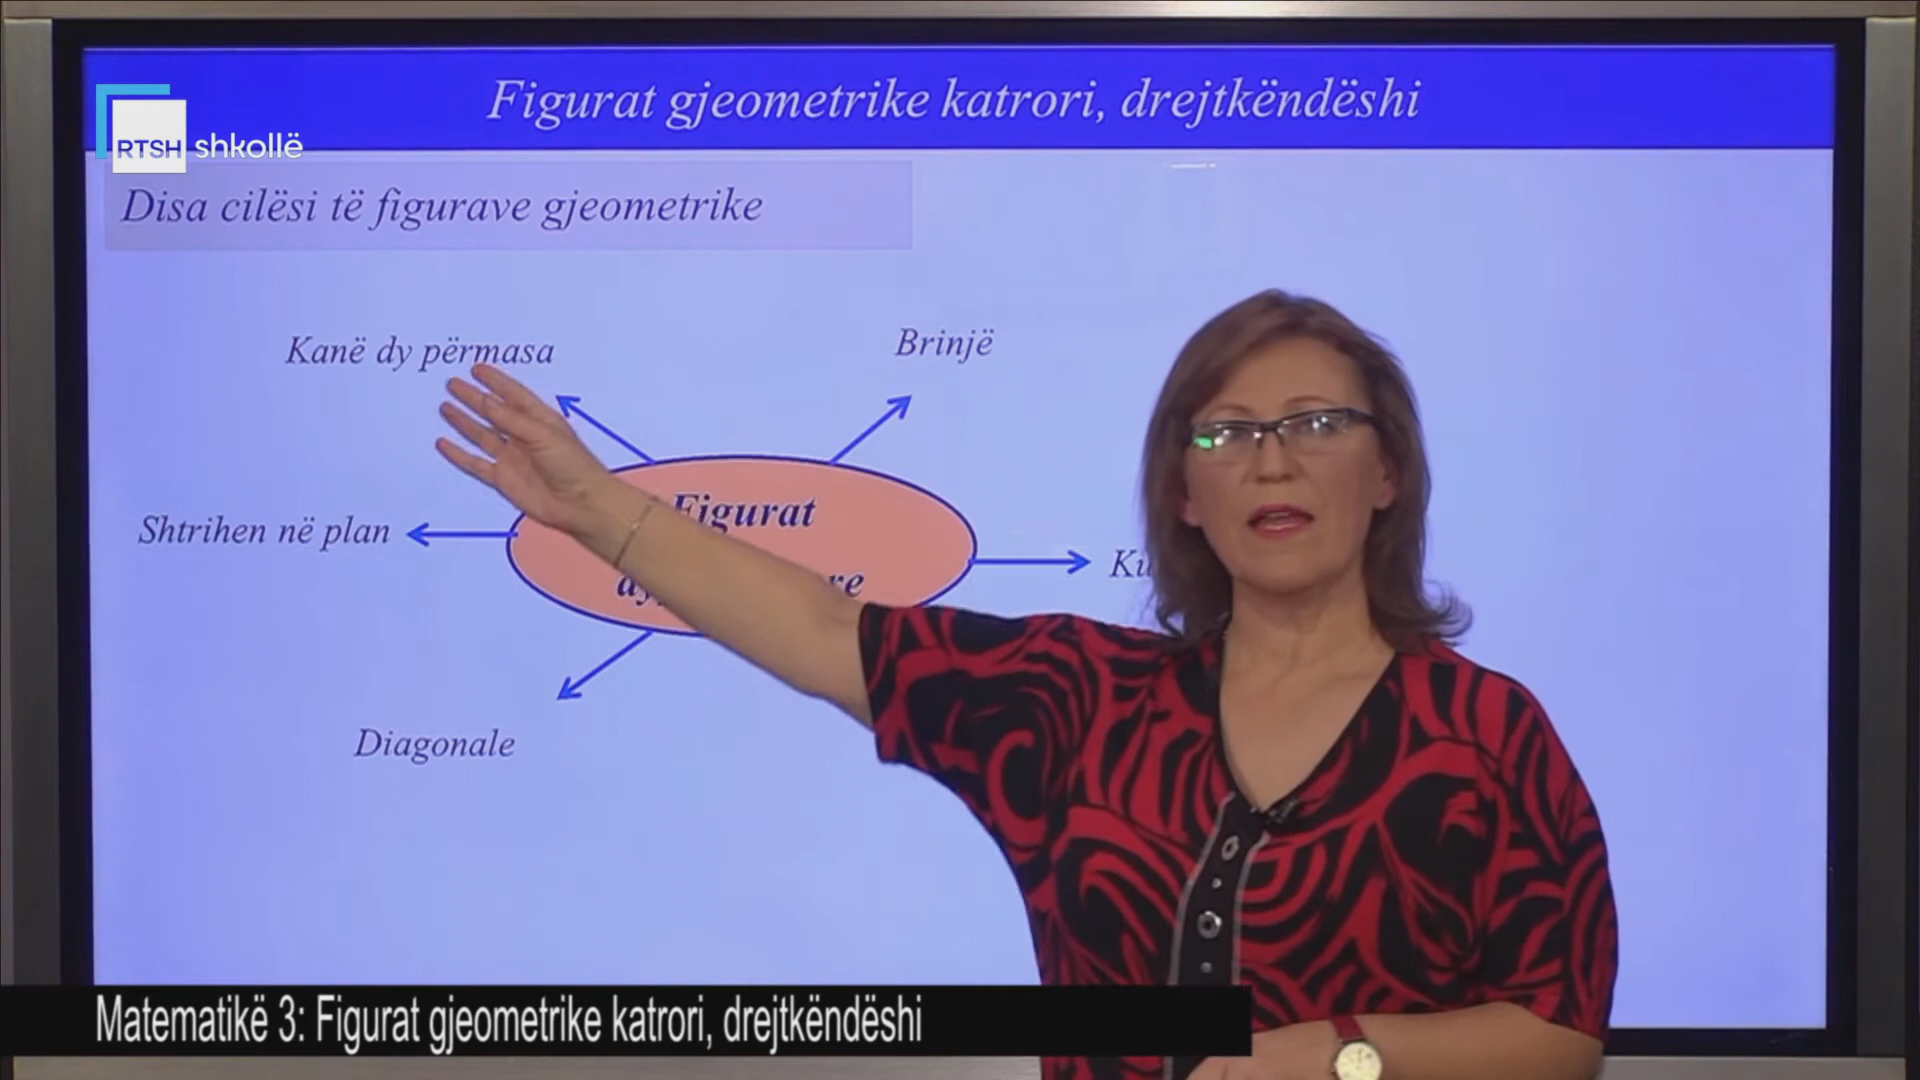 Figurat gjeometrike katrori, drejtkëndëshi
RTSH shkollë
Disa cilësi të figurave gjeometrike
Kanë dy përmasa
Brinjë
Figurat
Shtrihen në plan
Diagonale
Matematikë 3: Figurat gjeometrike katrori, drejtkëndëshi